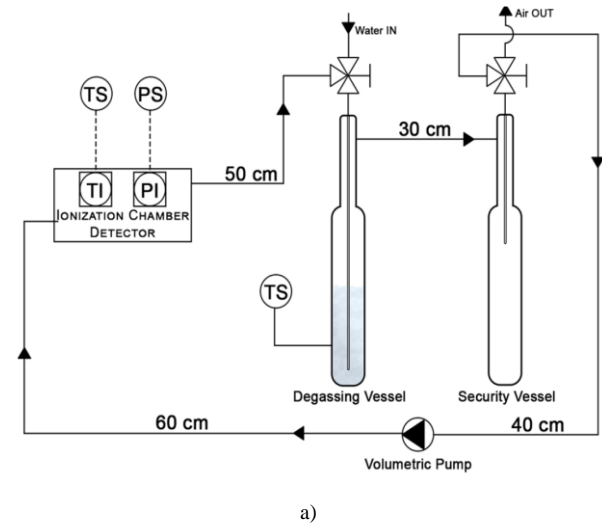 Water IN
Air OUT
TS
PS
30 cm
TI
PI
50 cm
IONIZATION CHAMBER
DETECTOR
TS
Degassing Vessel
Security Vessel
60 cm
40 cm
Volumetric Pump
a)